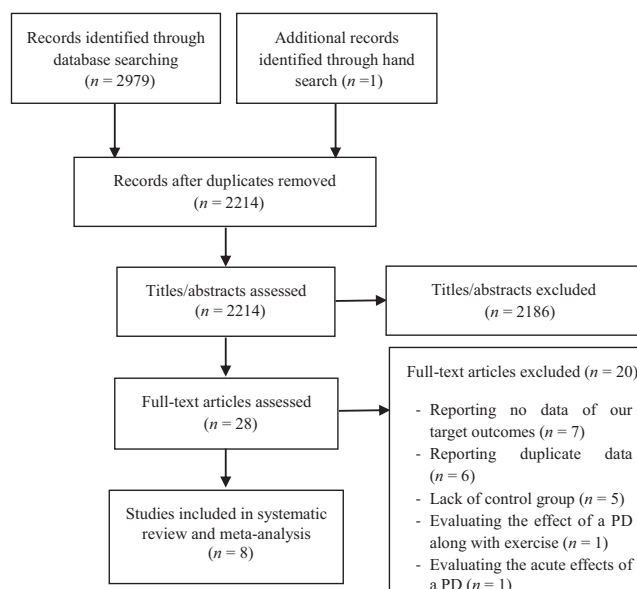 Records identified through
database searching
(n = 2979)
Additional records
identified through hand
search (n =1)
Records after duplicates removed
(n = 2214)
Titles/abstracts assessed
(n = 2214)
Titles/abstracts excluded
(n = 2186)
Full-text articles assessed
(n = 28)
Full-text articles excluded (n = 20)
- Reporting no data of our
target outcomes (n = 7)
- Reporting duplicate data
(n = 6)
- Lack of control group (n = 5)
- Evaluating the effect of a PD
along with exercise (n = 1)
- Evaluating the acute effects of
a PD (n = 1)
Studies included in systematic
review and meta-analysis
(n = 8)